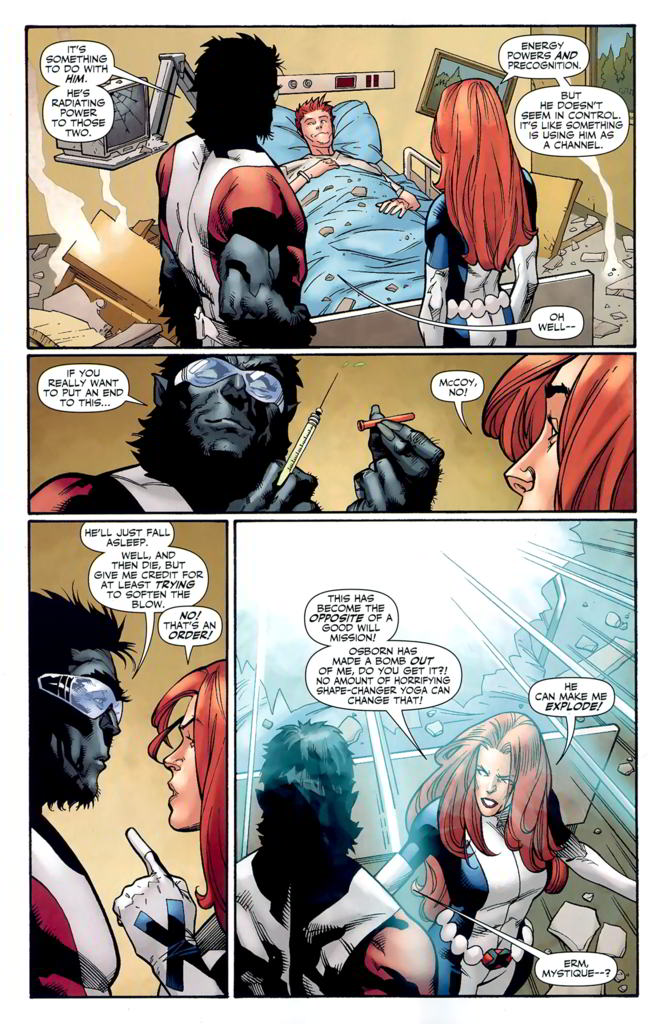 IT'S
SOMETHING
TO DO WITH
HIM.
HE'S
RADIATING
POWER
TO THOSE
TWO.
ENERGY
POWERS AND
PRECOGNITION.
BUT
HE DOESN'T
SEEM IN CONTROL.
IT'S LIKE SOMETHING
IS USING HIM AS
A CHANNEL.
OH
WELL--
IF YOU
REALLY WANT
TO PUT AN END
TO THIS...
McCOY,
NO!
HE'LL JUST FALL
ASLEEP.
WELL, AND
THEN DIE, BUT
GIVE ME CREDIT FOR
AT LEAST TRYING
TO SOFTEN THE
BLOW.
NO!
THAT'S AN
ORDER!
THIS HAS
BECOME THE
OPPOSITE OF A
GOOD WILL
MISSION!
OSBORN HAS
MADE A BOMB OUT
OF ME, DO YOU GET IT?!
NO AMOUNT OF HORRIFYING
SHAPE-CHANGER YOGA CAN
CHANGE THAT!
HE
CAN MAKE ME
EXPLODE!
ERM,
MYSTIQUE--?